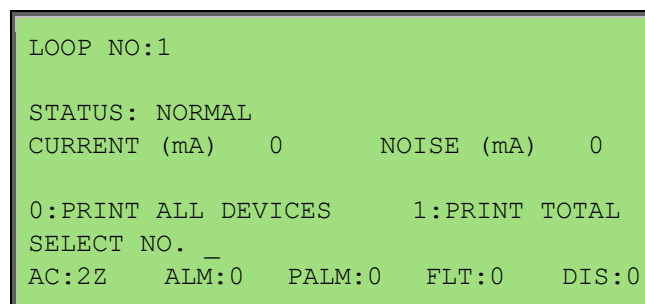 LOOP NO:1
STATUS: NORMAL
CURRENT (mA) 0 NOISE (mA) 0
0:PRINT ALL DEVICES 1:PRINT TOTAL
SELECT NO. _
AC:2Z ALM:0 PALM:0 FLT:0 DIS:0